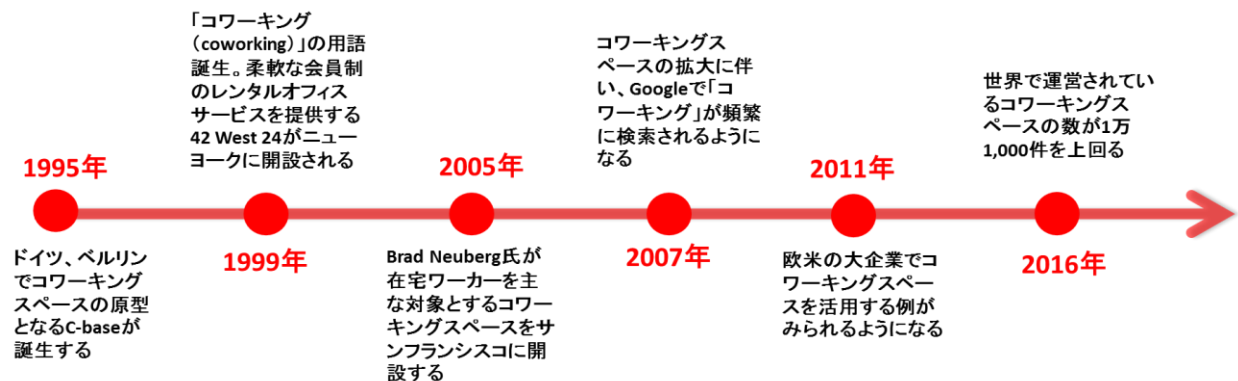 1995年
ドイツ、ベルリン
でコワーキング
スペースの原型
となるC-baseが
誕生する
「コワーキング
（coworking）」の用語
誕生。柔軟な会員制
のレンタルオフィス
サービスを提供する
42 West 24がニュー
ヨークに開設される
1999年
2005年
Brad Neuberg氏が
在宅ワーカーを主
な対象とするコワー
キングスペースをサ
ンフランシスコに開
設する
コワーキングス
ペースの拡大に伴
い、Googleで「コ
ワーキング」が頻繁
に検索されるように
なる
2007年
2011年
欧米の大企業でコ
ワーキングスペー
スを活用する例が
みられるようになる
世界で運営されてい
るコワーキングス
ペースの数が1万
1,000件を上回る
2016年